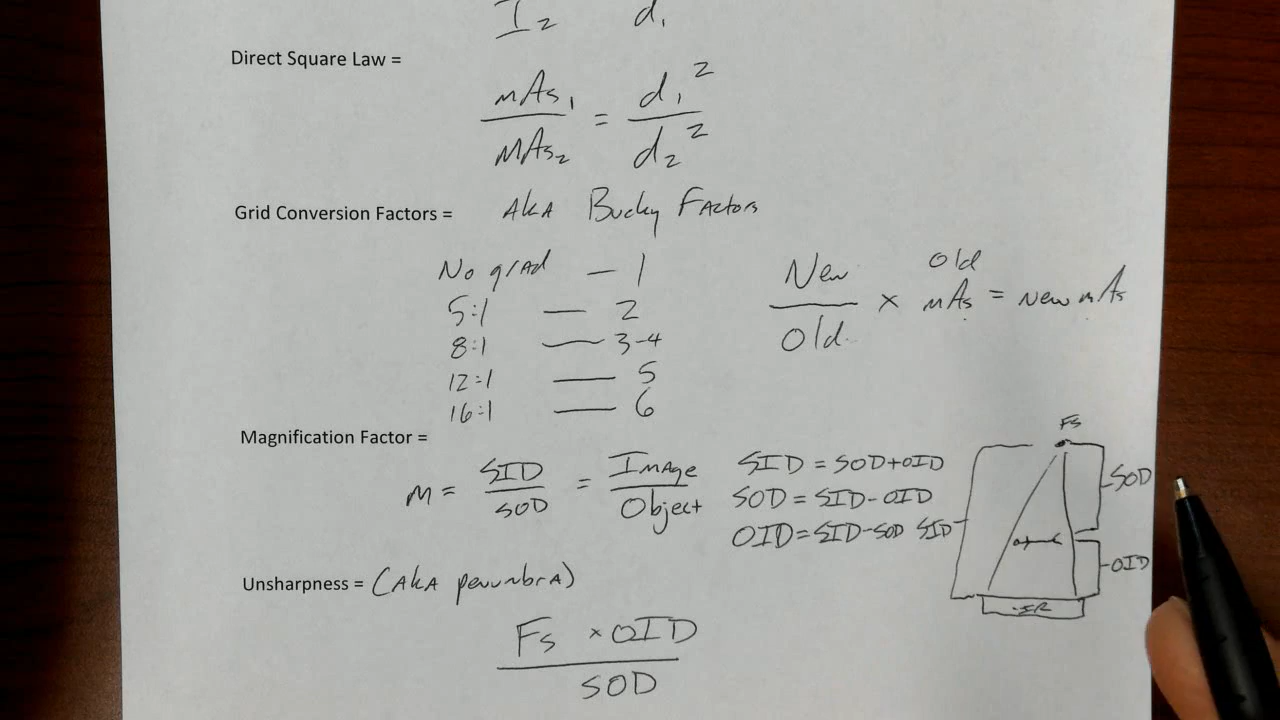 I₂ d₁
Direct Square Law =
mAs₁ / mAs₂ = d₁² / d₂²
Grid Conversion Factors = AKA Bucky Factors
No grid — 1
5:1 — 2
8:1 — 3-4
12:1 — 5
16:1 — 6
New / Old × old mAs = New mAs
Magnification Factor =
M = SID / SOD = Image / Object
SID = SOD + OID
SOD = SID - OID
OID = SID - SOD
FS
SOD
SID
OID
IR
Unsharpness = (AKA penumbra)
Fs × OID / SOD